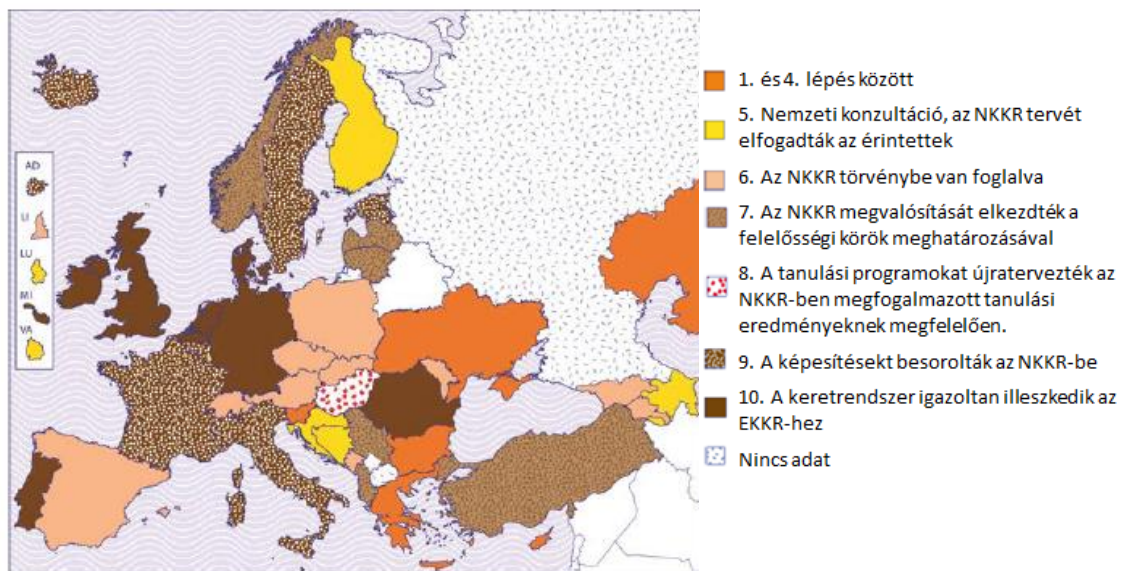 AD
LI
LU
MT
VA
1. és 4. lépés között
5. Nemzeti konzultáció, az NKKR tervét
elfogadták az érintettek
6. Az NKKR törvénybe van foglalva
7. Az NKKR megvalósítását elkezdték a
felelősségi körök meghatározásával
8. A tanulási programokat újratervezték az
NKKR-ben megfogalmazott tanulási
eredményeknek megfelelően.
9. A képesítésekt besorolták az NKKR-be
10. A keretrendszer igazoltan illeszkedik az
EKKR-hez
Nincs adat